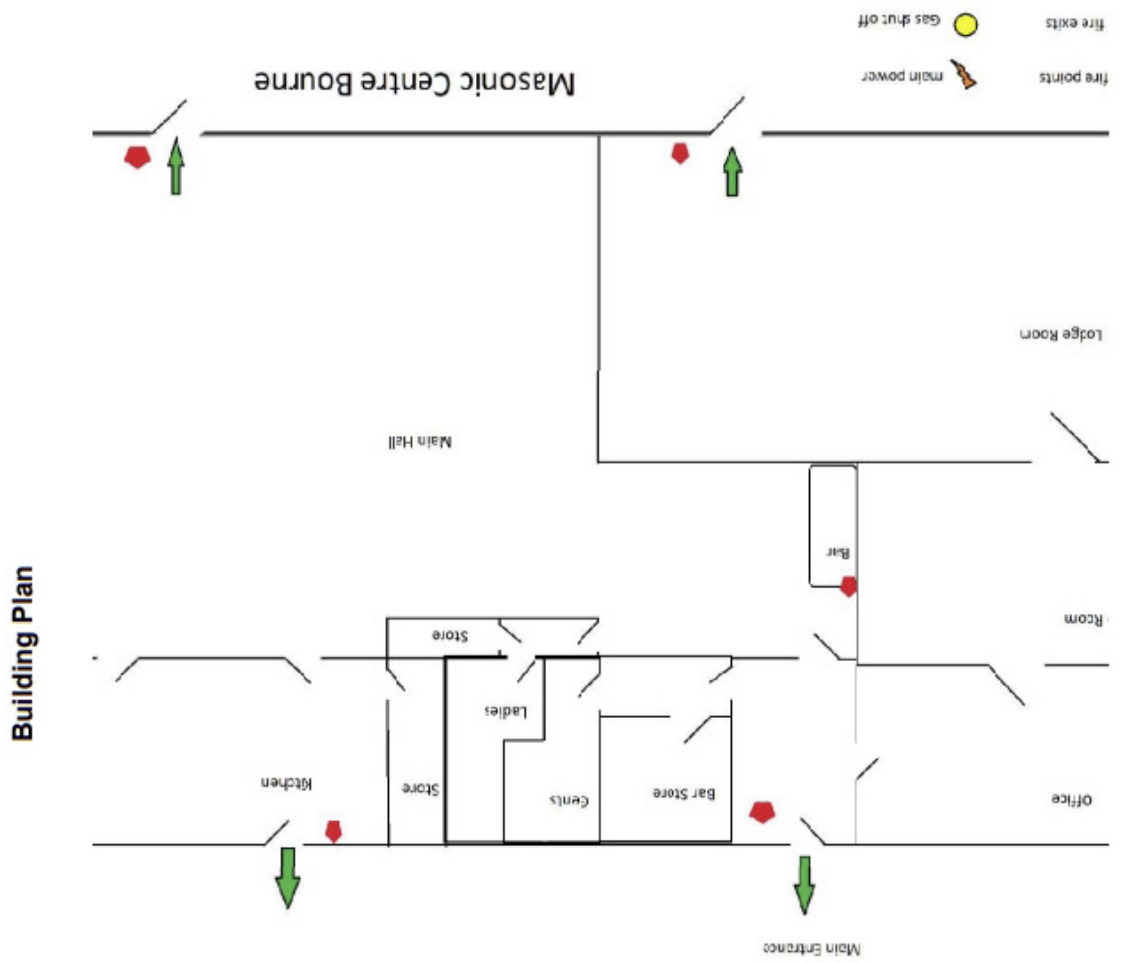 Building Plan
Main Entrance
Office
Bar Store
Gents
Store
Kitchen
Ladies
Store
Room
Bar
Main Hall
Lodge Room
Masonic Centre Bourne
fire points
main power
fire exits
Gas shut off